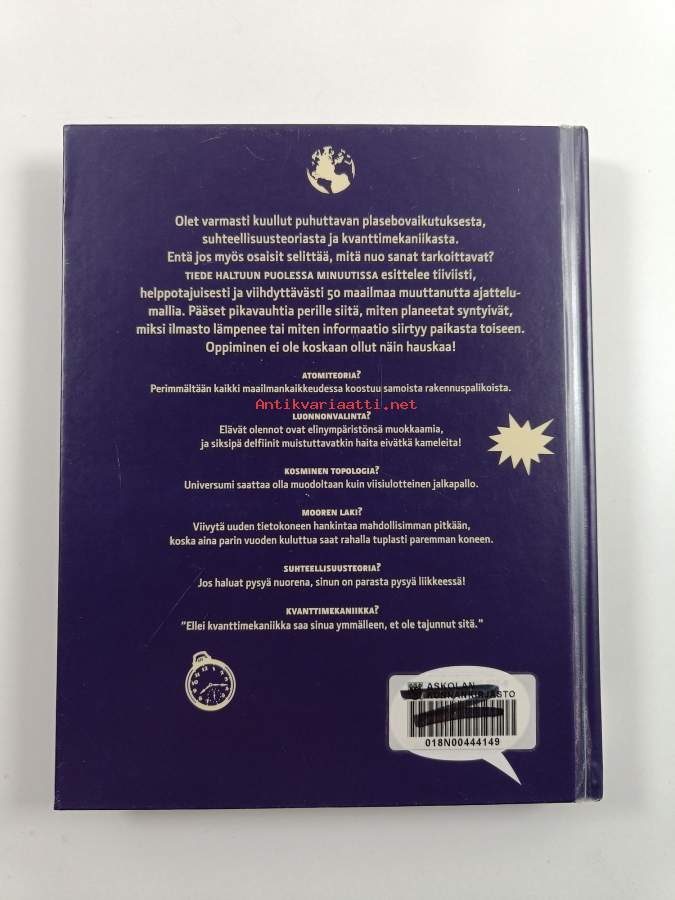 Olet varmasti kuullut puhuttavan plasebovaikutuksesta,
suhteellisuusteoriasta ja kvanttimekaniikasta.
Entä jos myös osaisit selittää, mitä nuo sanat tarkoittavat?
TIEDE HALTUUN PUOLESSA MINUUTISSA esittelee tiiviisti,
helppotajuisesti ja viihdyttävästi 50 maailmaa muuttanutta ajattelu-
mallia. Pääset pikavauhtia perille siitä, miten planeetat syntyivät,
miksi ilmasto lämpenee tai miten informaatio siirtyy paikasta toiseen.
Oppiminen ei ole koskaan ollut näin hauskaa!
ATOMITEORIA?
Perimmältään kaikki maailmankaikkeudessa koostuu samoista rakennuspalikoista.
Antikvariaatti.net
LUONNONVALINTA?
Elävät olennot ovat elinympäristönsä muokkaamia,
ja siksipä delfiinit muistuttavatkin haita eivätkä kameleita!
KOSMINEN TOPOLOGIA?
Universumi saattaa olla muodoltaan kuin viisiulotteinen jalkapallo.
MOOREN LAKI?
Viivytä uuden tietokoneen hankintaa mahdollisimman pitkään,
koska aina parin vuoden kuluttua saat rahalla tuplasti paremman koneen.
SUHTEELLISUUSTEORIA?
Jos haluat pysyä nuorena, sinun on parasta pysyä liikkeessä!
KVANTTIMEKANIIKKA?
"Ellei kvanttimekaniikka saa sinua ymmälleen, et ole tajunnut sitä."
ASKOLAN
KUNNANKIRJASTO
018N00444149